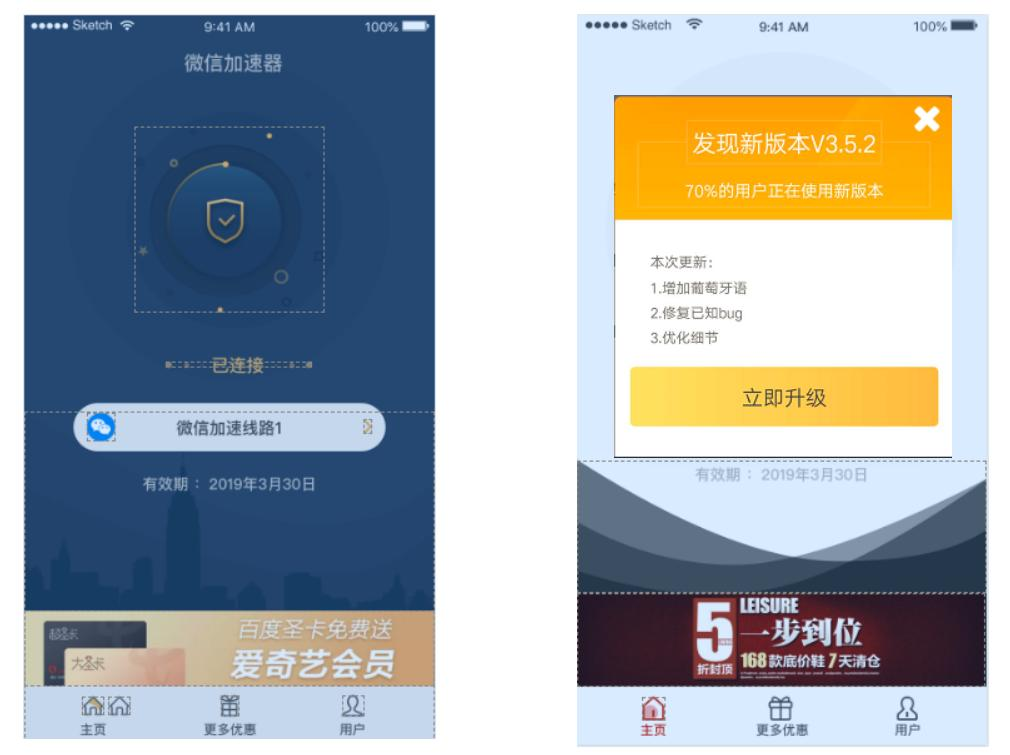 ●●●●● Sketch 9:41 AM 100%
微信加速器
已连接
微信加速线路1
有效期： 2019年3月30日
超圣卡
大圣卡
百度圣卡免费送
爱奇艺会员
主页
更多优惠
用户
●●●●● Sketch 9:41 AM 100%
发现新版本V3.5.2
70%的用户正在使用新版本
本次更新：
1.增加葡萄牙语
2.修复已知bug
3.优化细节
立即升级
有效期： 2019年3月30日
5
折封顶
LEISURE
一步到位
168款底价鞋7天清仓
主页
更多优惠
用户